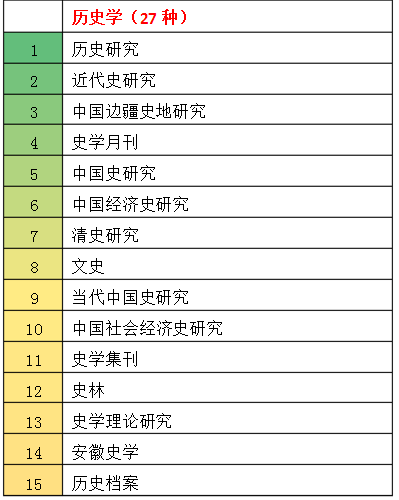 历史学（27 种）
1 历史研究
2 近代史研究
3 中国边疆史地研究
4 史学月刊
5 中国史研究
6 中国经济史研究
7 清史研究
8 文史
9 当代中国史研究
10 中国社会经济史研究
11 史学集刊
12 史林
13 史学理论研究
14 安徽史学
15 历史档案